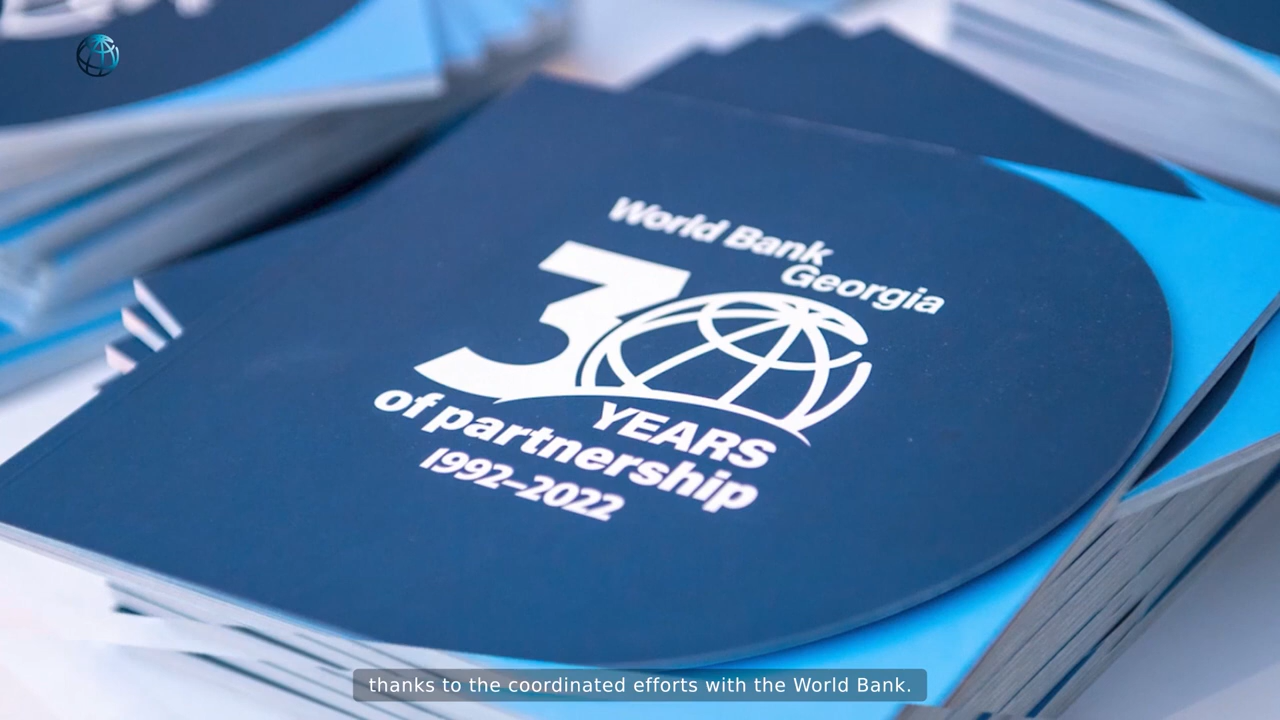 World Bank
Georgia
30
YEARS
of partnership
1992–2022
thanks to the coordinated efforts with the World Bank.